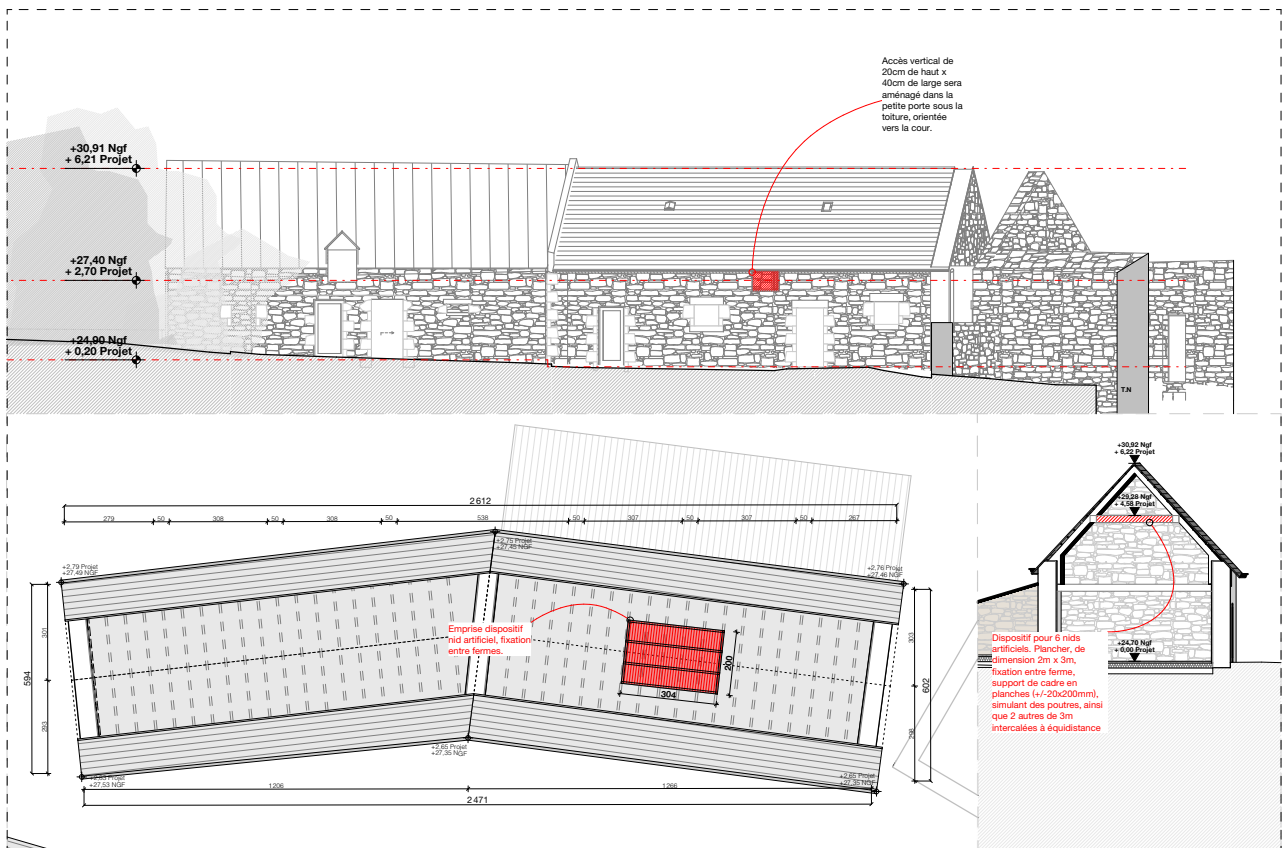 Accès vertical de
20cm de haut x
40cm de large sera
aménagé dans la
petite porte sous la
toiture, orientée
vers la cour.
+30,91 Ngf
+ 6,21 Projet
+27,40 Ngf
+ 2,70 Projet
+24,90 Ngf
+ 0,20 Projet
T.N
2 612
279
50
308
50
308
50
538
50
307
50
307
50
267
+2,75 Projet
+27,45 NGF
+2,79 Projet
+27,49 NGF
+2,76 Projet
+27,46 NGF
594
301
293
Emprise dispositif
nid artificiel, fixation
entre fermes.
200
304
303
602
298
+2,65 Projet
+27,35 NGF
+2,83 Projet
+27,53 NGF
+2,65 Projet
+27,35 NGF
1206
1266
2 471
+30,92 Ngf
+ 6,22 Projet
+29,28 Ngf
+ 4,58 Projet
+24,70 Ngf
+ 0,00 Projet
Dispositif pour 6 nids
artificiels. Plancher, de
dimension 2m x 3m,
fixation entre ferme,
support de cadre en
planches (+/-20x200mm),
simulant des poutres, ainsi
que 2 autres de 3m
intercalées à équidistance